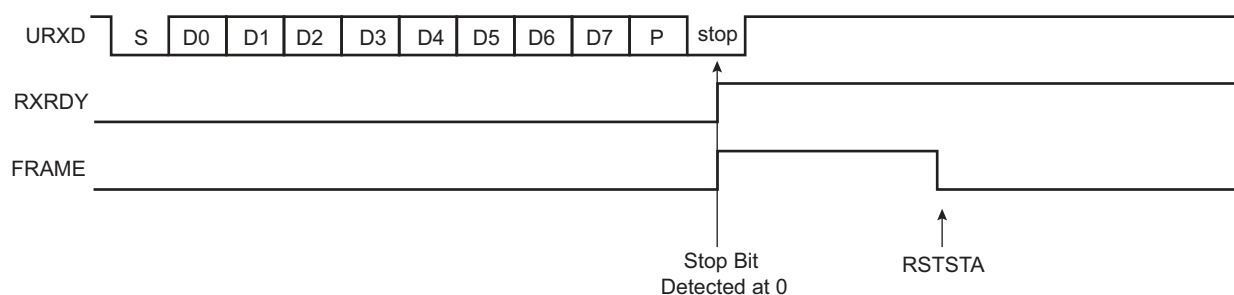 URXD S D0 D1 D2 D3 D4 D5 D6 D7 P stop
RXRDY
FRAME
Stop Bit
Detected at 0
RSTSTA